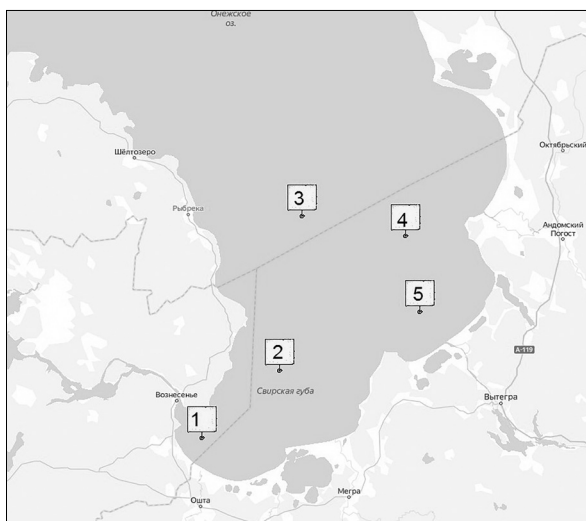 Онежское
оз.
Шёлтозеро
Октябрьский
3
Рыбрека
4
Андомский
Погост
5
А-119
2
Свирская губа
Вознесенье
Вытегра
1
Мегра
Ошта